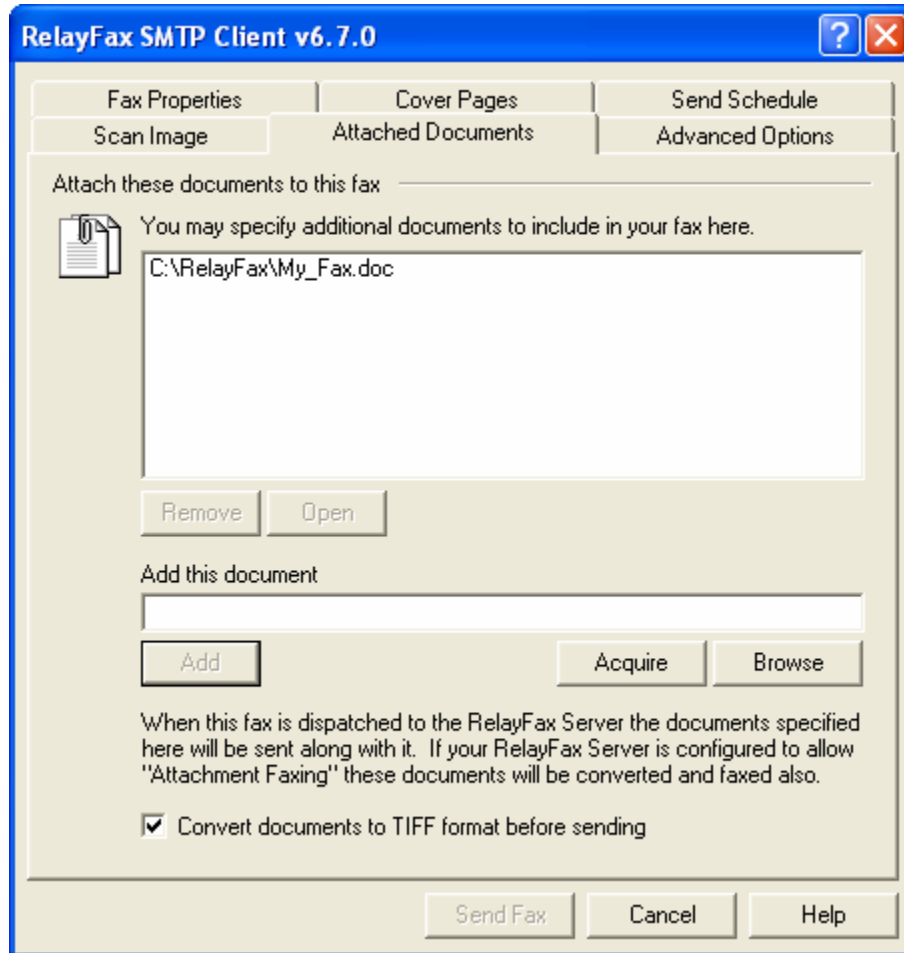 RelayFax SMTP Client v6.7.0
Fax Properties
Cover Pages
Send Schedule
Scan Image
Attached Documents
Advanced Options
Attach these documents to this fax
You may specify additional documents to include in your fax here.
C:\RelayFax\My_Fax.doc
Remove
Open
Add this document
Add
Acquire
Browse
When this fax is dispatched to the RelayFax Server the documents specified
here will be sent along with it.  If your RelayFax Server is configured to allow
"Attachment Faxing" these documents will be converted and faxed also.
Convert documents to TIFF format before sending
Send Fax
Cancel
Help